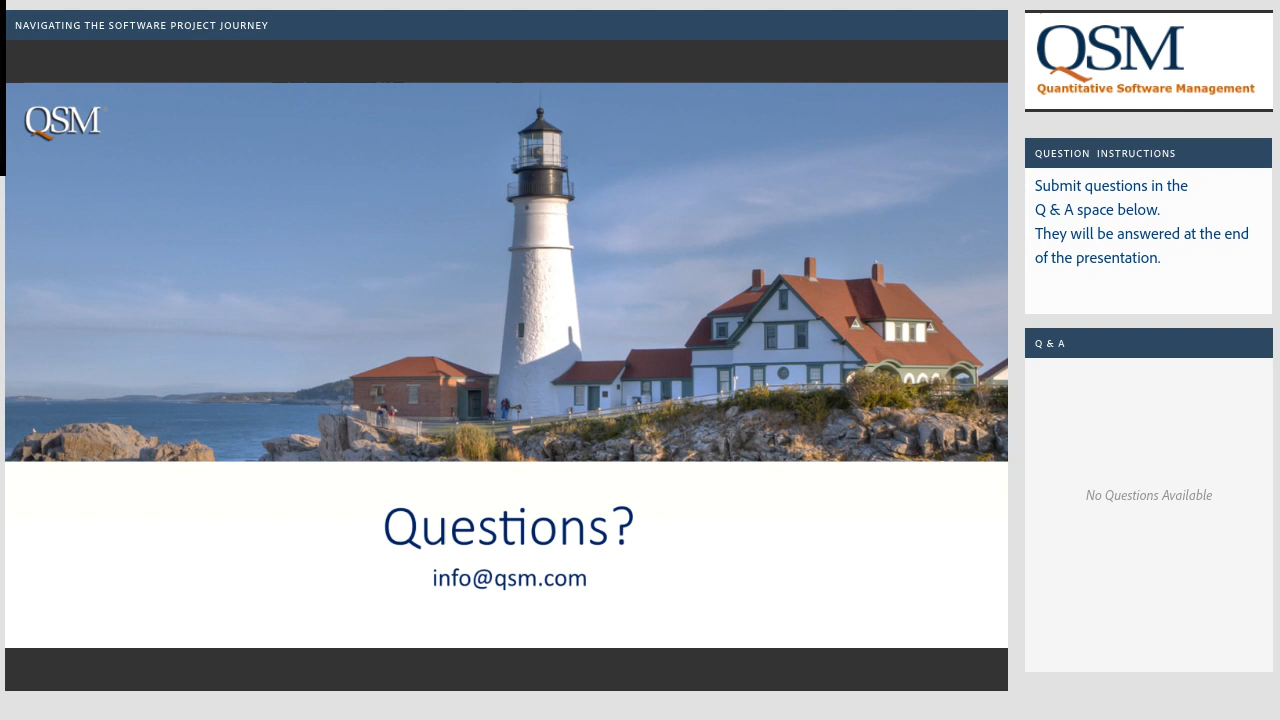 NAVIGATING THE SOFTWARE PROJECT JOURNEY
QSM
Questions?
info@qsm.com
QSM
Quantitative Software Management
QUESTION INSTRUCTIONS
Submit questions in the
Q & A space below.
They will be answered at the end
of the presentation.
Q & A
No Questions Available